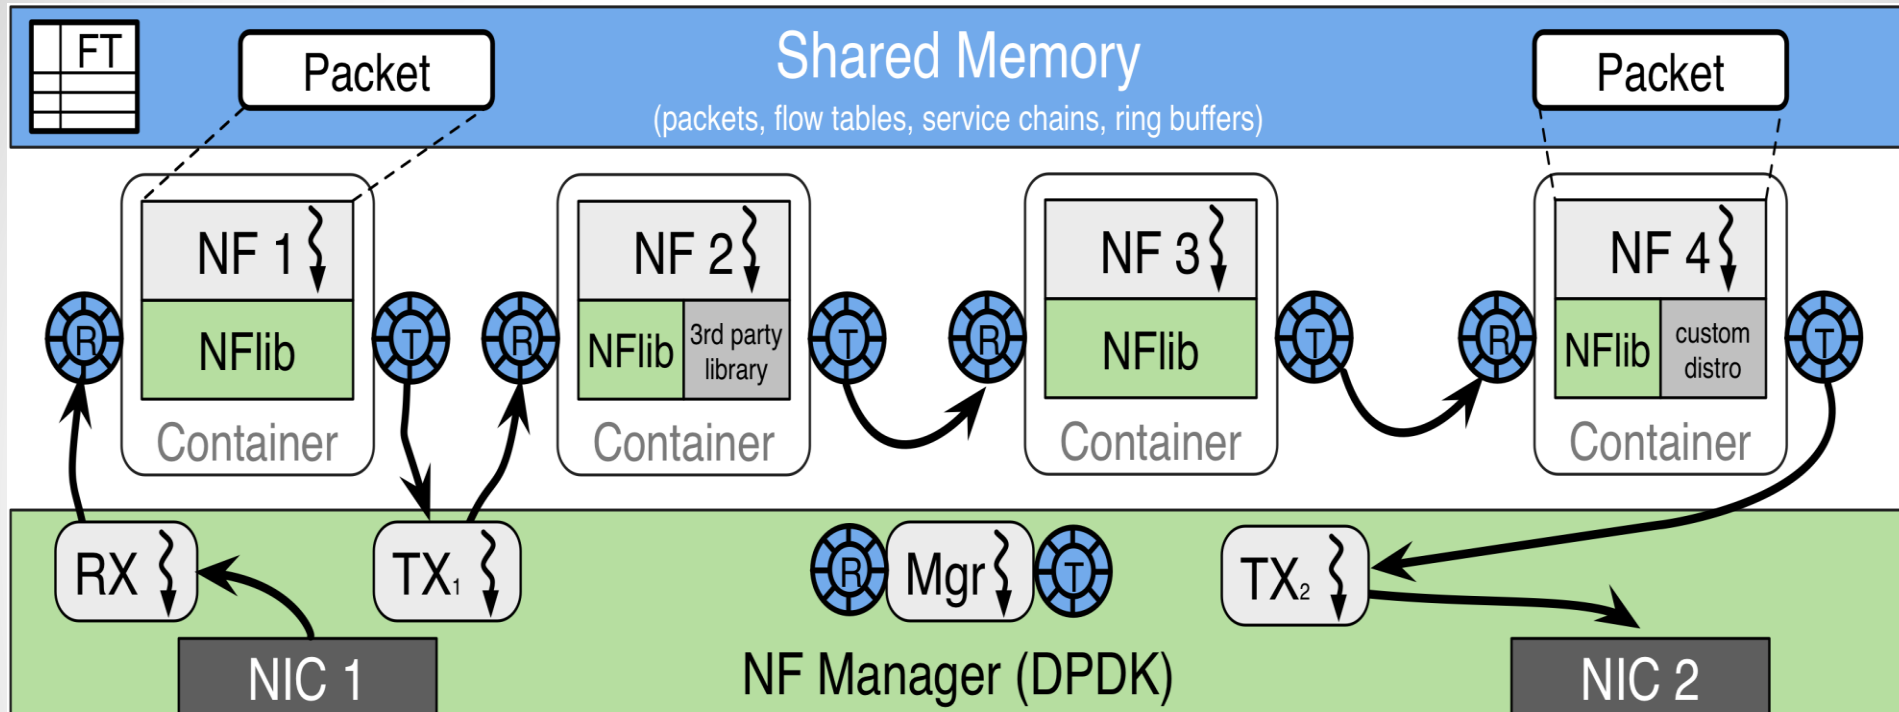 FT
Packet
Shared Memory
(packets, flow tables, service chains, ring buffers)
Packet
NF 1
NF 2
NF 3
NF 4
R
NFlib
T
R
NFlib
3rd party
library
T
R
NFlib
T
R
NFlib
custom
distro
T
Container
Container
Container
Container
RX
TX1
R
Mgr
T
TX2
NIC 1
NF Manager (DPDK)
NIC 2